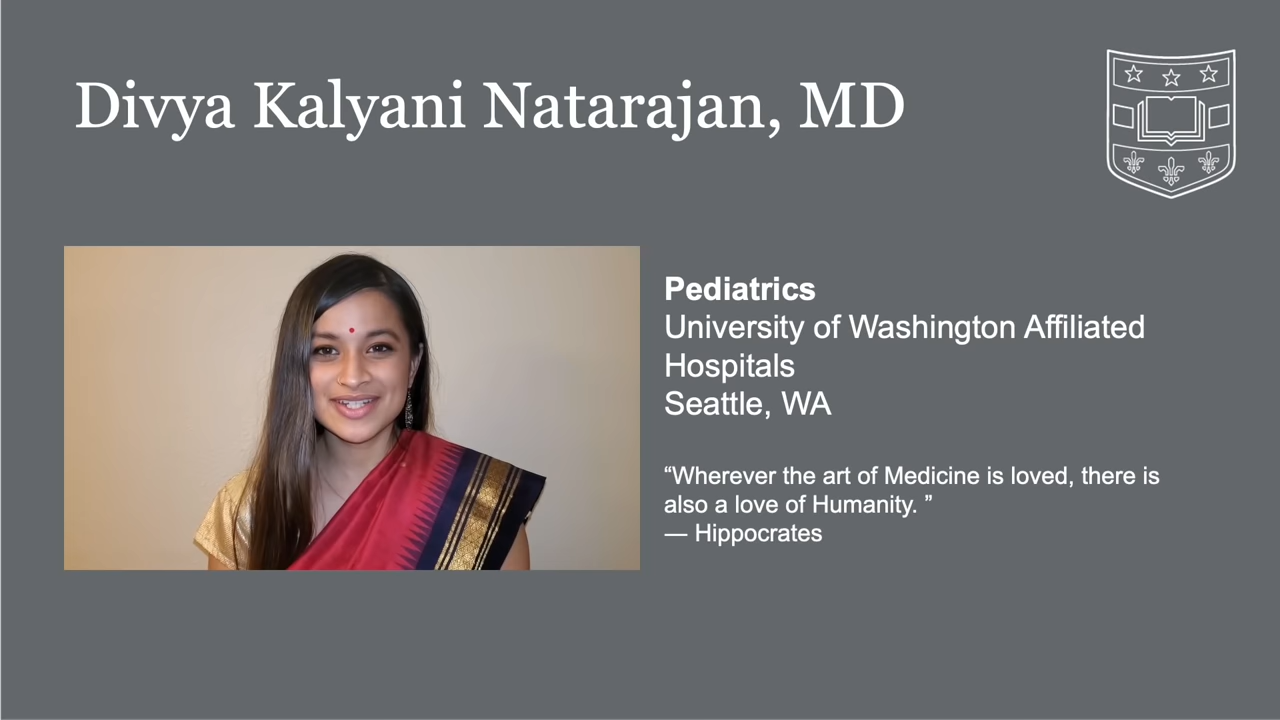 Divya Kalyani Natarajan, MD
Pediatrics
University of Washington Affiliated
Hospitals
Seattle, WA
“Wherever the art of Medicine is loved, there is
also a love of Humanity. ”
— Hippocrates